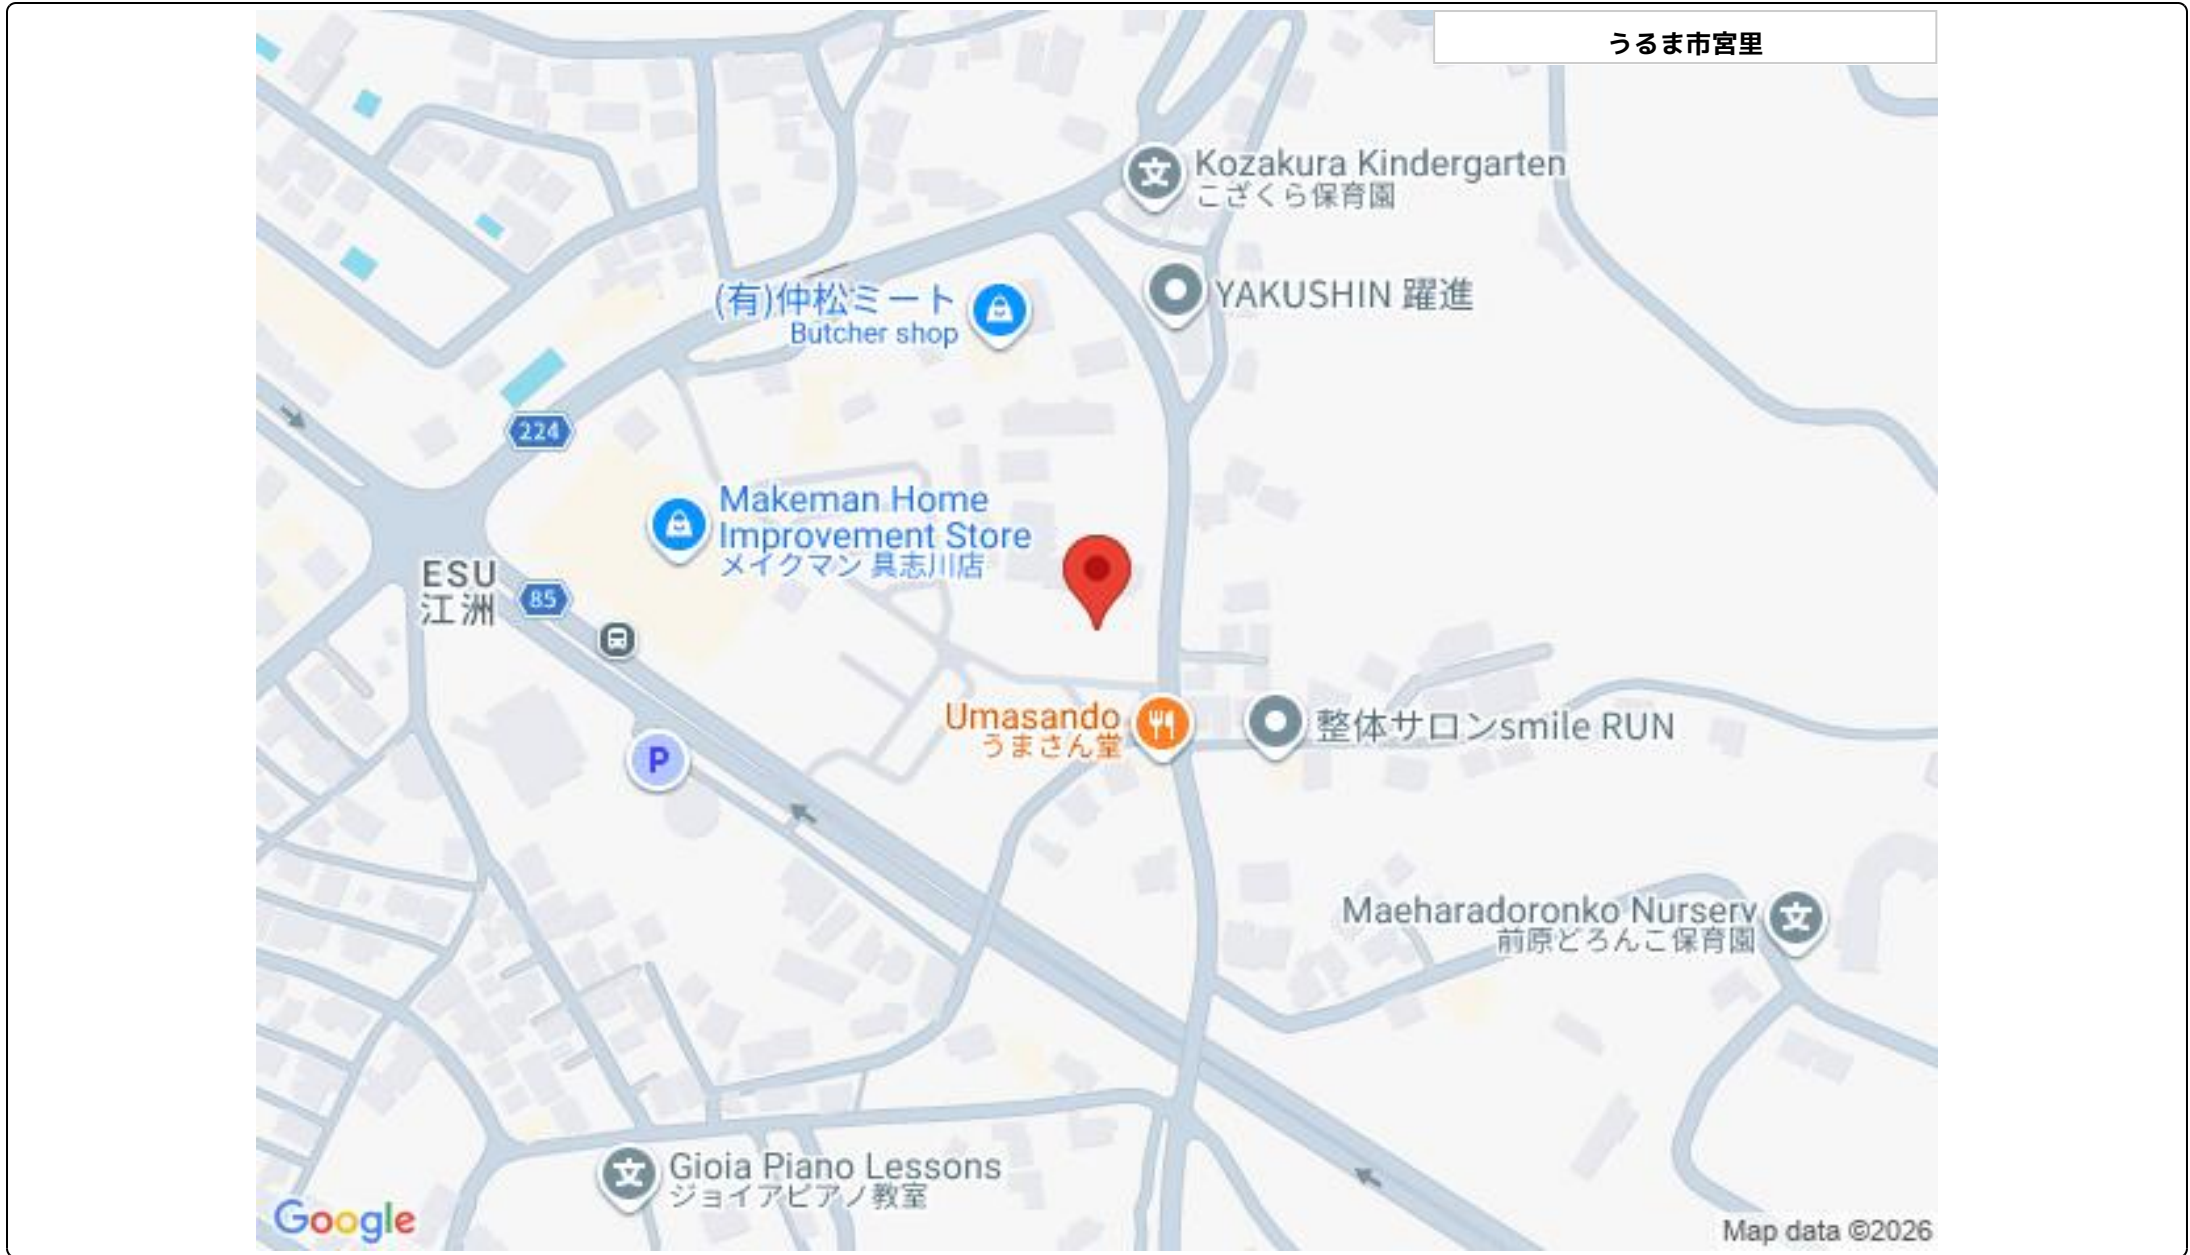 うるま市宮里
Kozakura Kindergarten
こざくら保育園
YAKUSHIN 躍進
(有)仲松ミート
Butcher shop
224
Makeman Home
Improvement Store
メイクマン 具志川店
ESU
江洲
85
Umasando
うまさん堂
整体サロンsmile RUN
P
Maeharadoronko Nursery
前原どろんこ保育園
Gioia Piano Lessons
ジョイアピアノ教室
Google
Map data ©2026